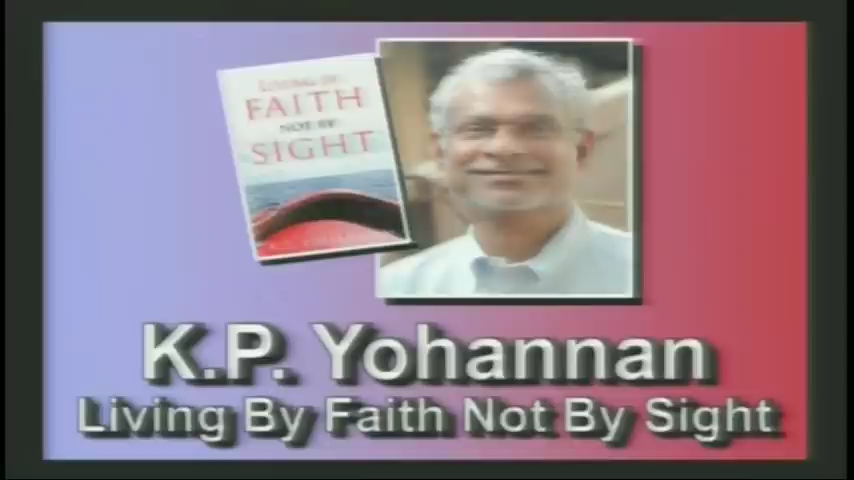 LIVING BY
FAITH
NOT BY
SIGHT
K.P. Yohannan
Living By Faith Not By Sight